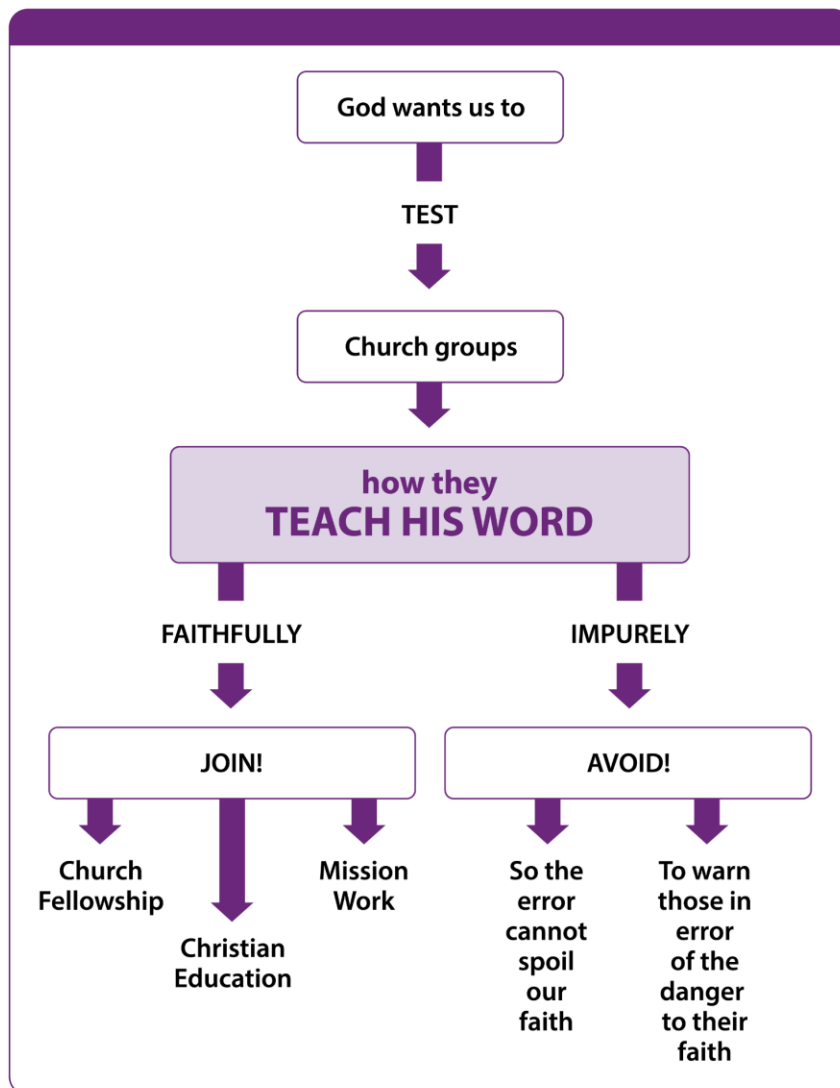 God wants us to
TEST
Church groups
how they
TEACH HIS WORD
FAITHFULLY
IMPURELY
JOIN!
AVOID!
Church
Fellowship
Christian
Education
Mission
Work
So the
error
cannot
spoil
our
faith
To warn
those in
error
of the
danger
to their
faith